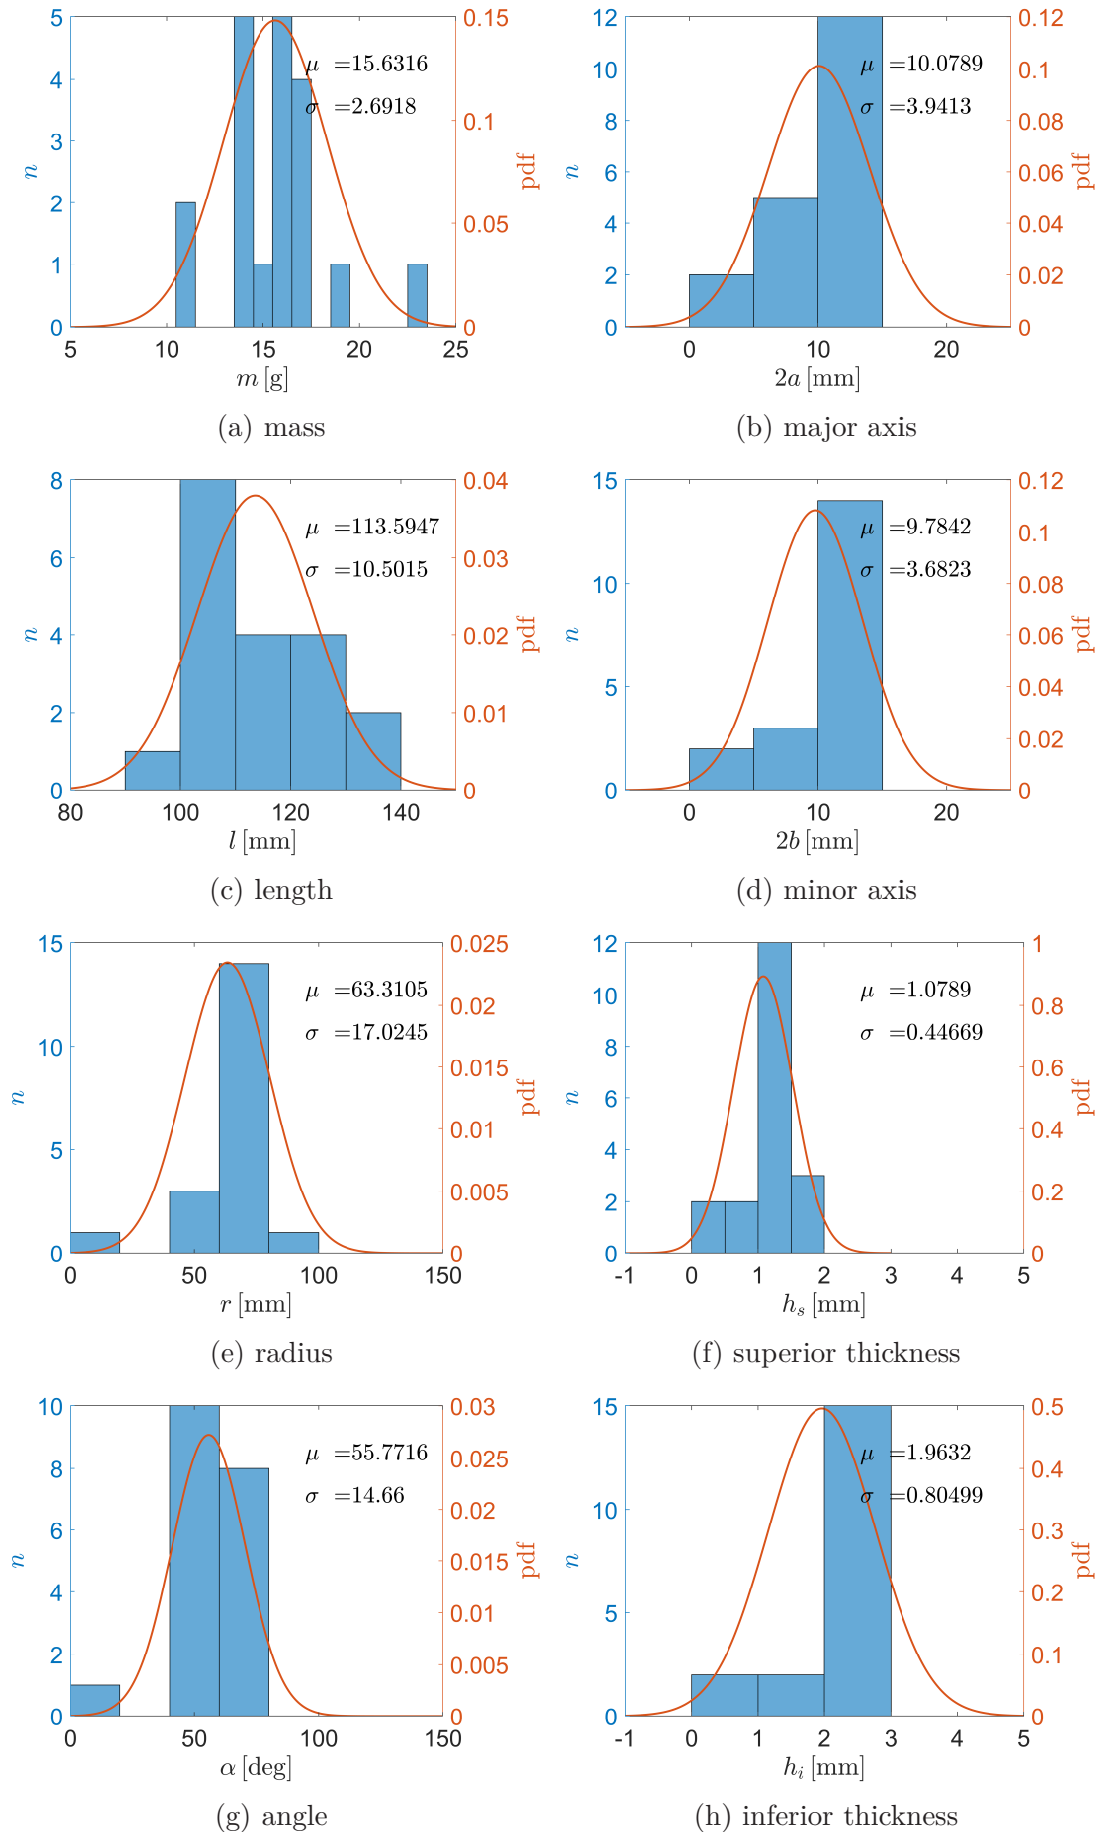 5
4
3
2
1
0
n
0.15
0.1
0.05
0
pdf
μ =15.6316
σ =2.6918
5 10 15 20 25
m [g]
(a) mass
12
10
8
6
4
2
0
n
0.12
0.1
0.08
0.06
0.04
0.02
0
pdf
μ =10.0789
σ =3.9413
0 10 20
2a [mm]
(b) major axis
8
6
4
2
0
n
0.04
0.03
0.02
0.01
0
pdf
μ =113.5947
σ =10.5015
80 100 120 140
l [mm]
(c) length
15
10
5
0
n
0.12
0.1
0.08
0.06
0.04
0.02
0
pdf
μ =9.7842
σ =3.6823
0 10 20
2b [mm]
(d) minor axis
15
10
5
0
n
0.025
0.02
0.015
0.01
0.005
0
pdf
μ =63.3105
σ =17.0245
0 50 100 150
r [mm]
(e) radius
12
10
8
6
4
2
0
n
1
0.8
0.6
0.4
0.2
0
pdf
μ =1.0789
σ =0.44669
-1 0 1 2 3 4 5
h_s [mm]
(f) superior thickness
10
8
6
4
2
0
n
0.03
0.025
0.02
0.015
0.01
0.005
0
pdf
μ =55.7716
σ =14.66
0 50 100 150
α [deg]
(g) angle
15
10
5
0
n
0.5
0.4
0.3
0.2
0.1
0
pdf
μ =1.9632
σ =0.80499
-1 0 1 2 3 4 5
h_i [mm]
(h) inferior thickness